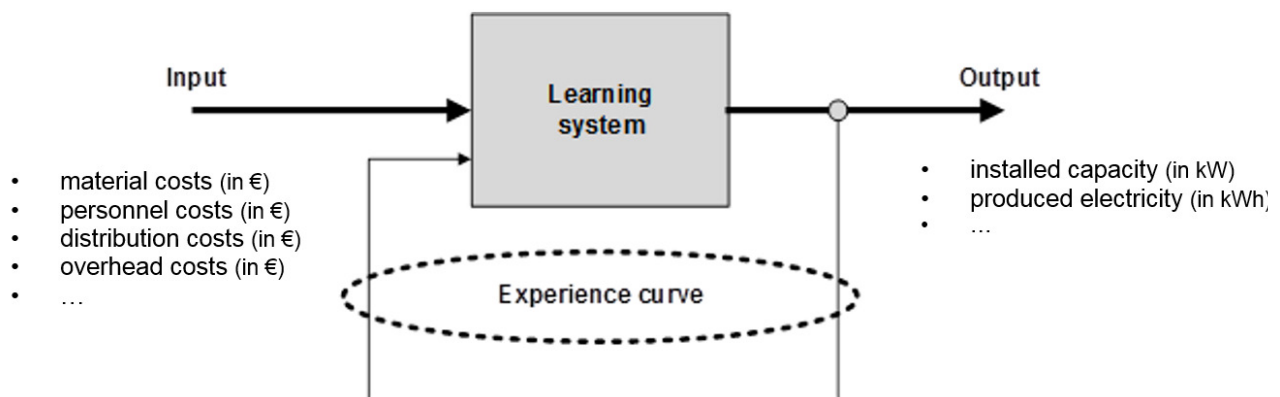 Input
Learning
system
Output
• material costs (in €)
• personnel costs (in €)
• distribution costs (in €)
• overhead costs (in €)
• …
• installed capacity (in kW)
• produced electricity (in kWh)
• …
Experience curve